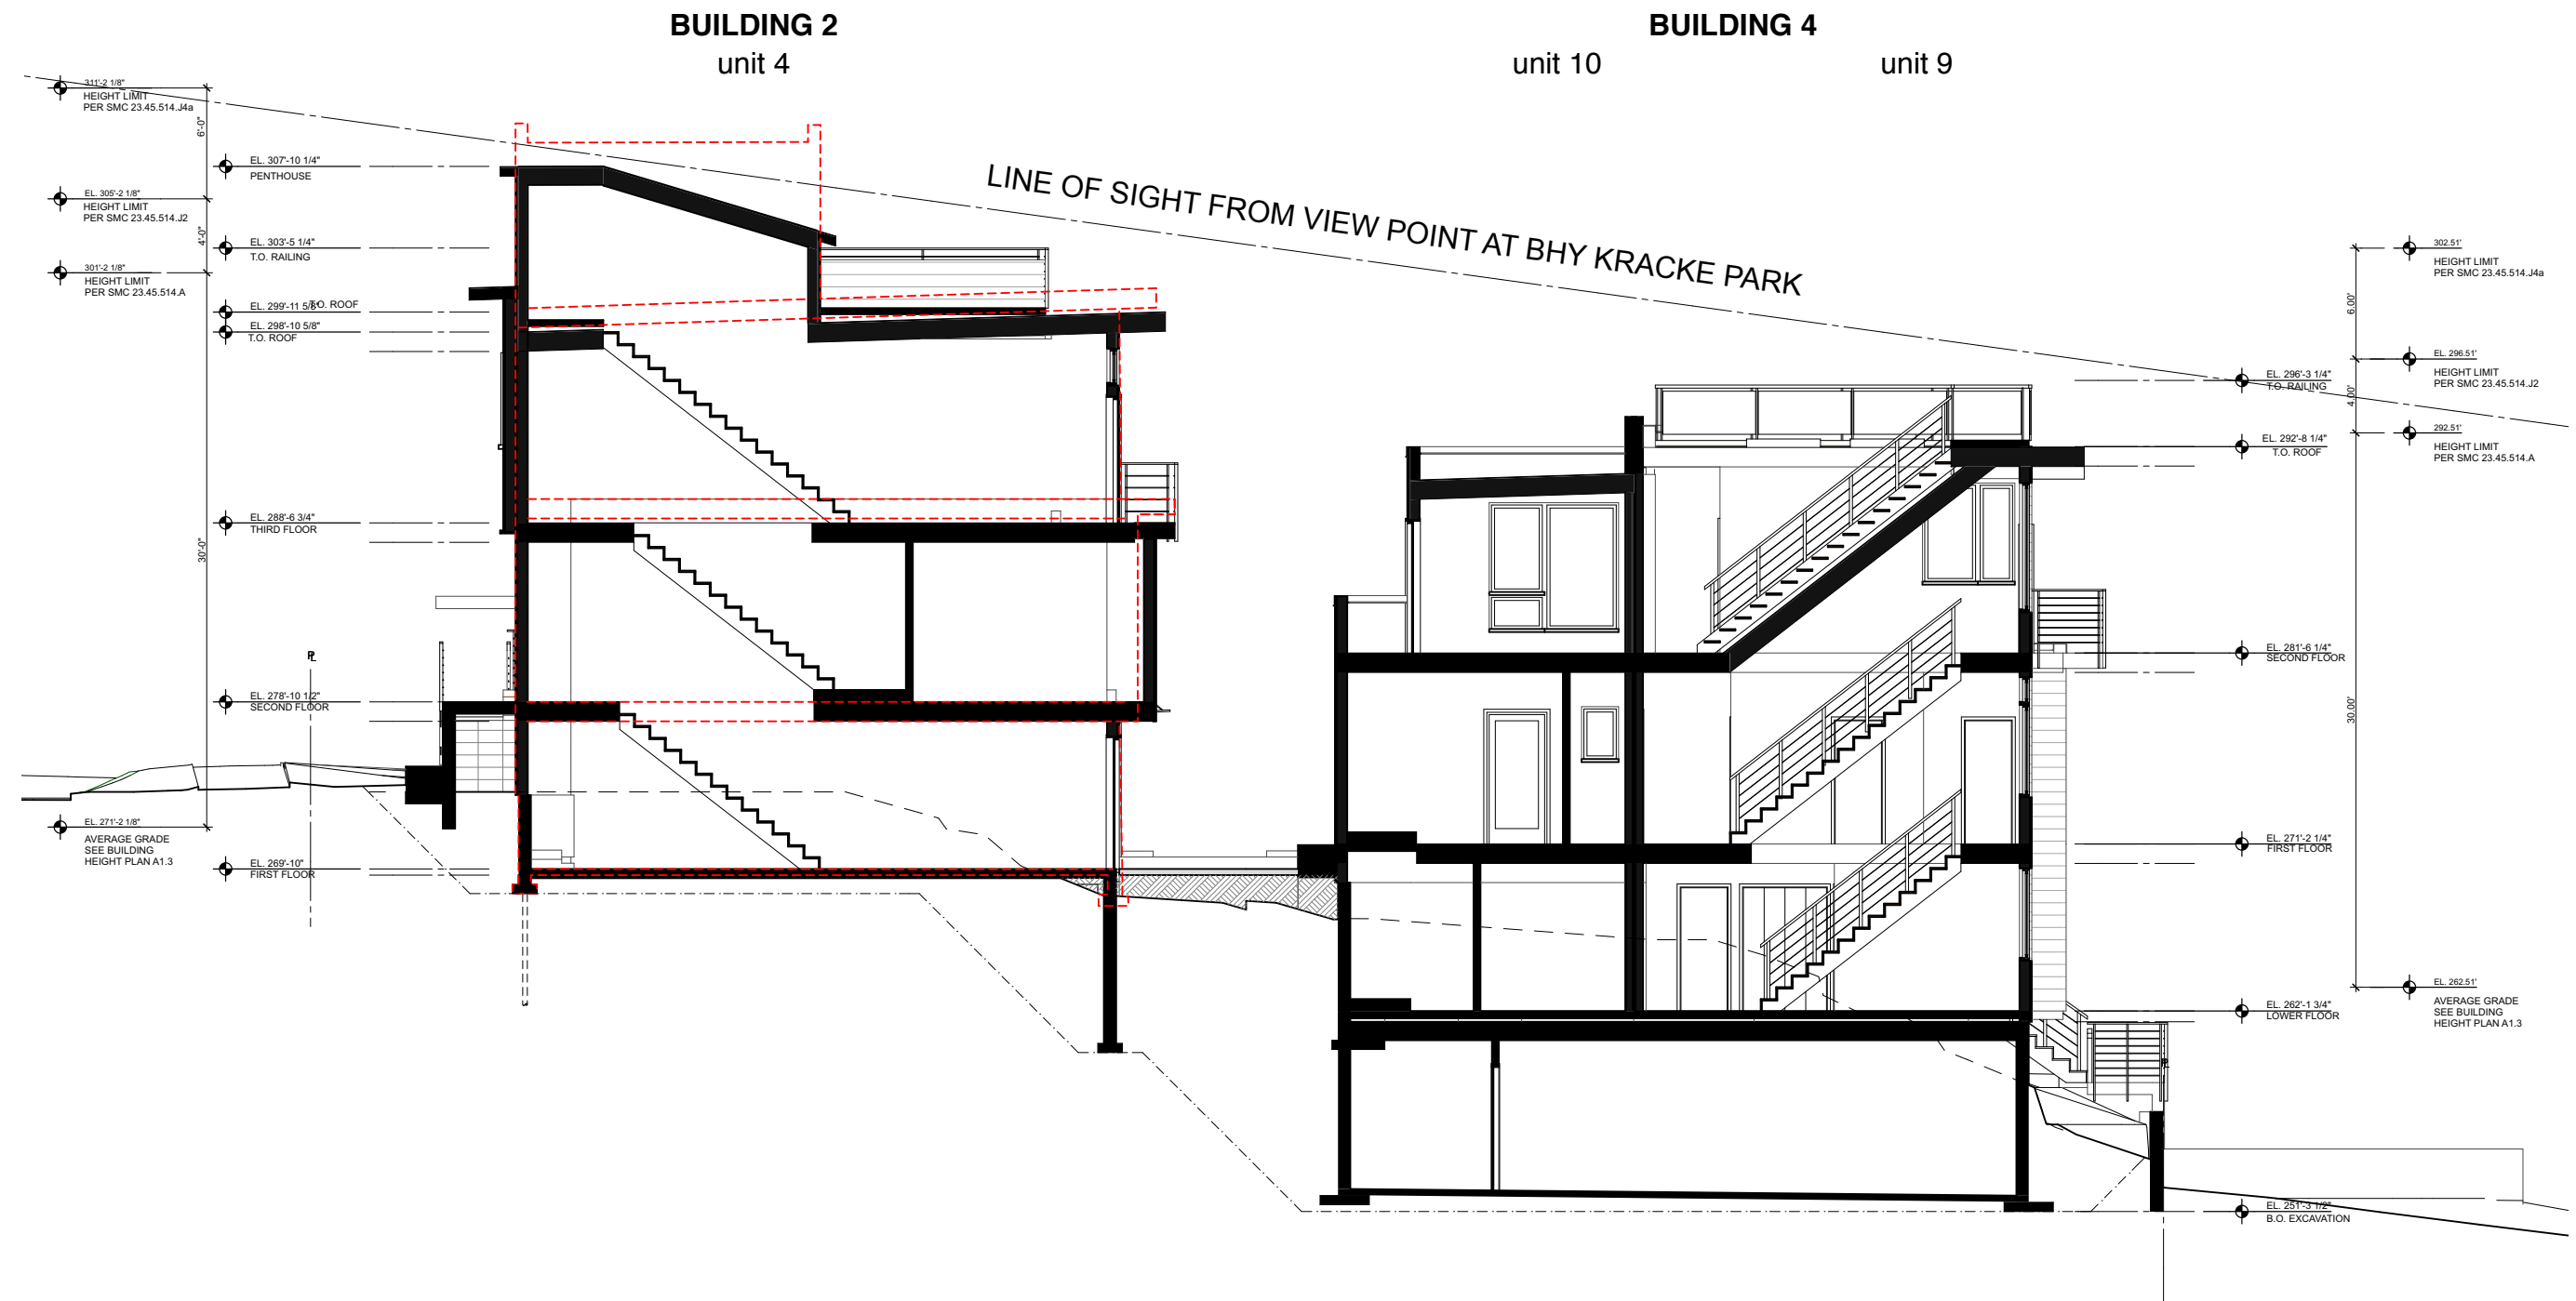 BUILDING 2
unit 4
BUILDING 4
unit 10
unit 9
311'-2 1/8"
HEIGHT LIMIT
PER SMC 23.45.514.J4a
6'-0"
EL. 305'-2 1/8"
HEIGHT LIMIT
PER SMC 23.45.514.J2
4'-0"
301'-2 1/8"
HEIGHT LIMIT
PER SMC 23.45.514.A
30'-0"
EL. 271'-2 1/8"
AVERAGE GRADE
SEE BUILDING
HEIGHT PLAN A1.3
EL. 307'-10 1/4"
PENTHOUSE
EL. 303'-5 1/4"
T.O. RAILING
EL. 299'-11 5/8"
T.O. ROOF
EL. 298'-10 5/8"
T.O. ROOF
EL. 288'-6 3/4"
THIRD FLOOR
PL
EL. 278'-10 1/2"
SECOND FLOOR
EL. 269'-10"
FIRST FLOOR
LINE OF SIGHT FROM VIEW POINT AT BHY KRACKE PARK
EL. 296'-3 1/4"
T.O. RAILING
EL. 292'-8 1/4"
T.O. ROOF
EL. 281'-6 1/4"
SECOND FLOOR
EL. 271'-2 1/4"
FIRST FLOOR
EL. 262'-1 3/4"
LOWER FLOOR
PL
EL. 251'-3 1/2"
B.O. EXCAVATION
302.51'
HEIGHT LIMIT
PER SMC 23.45.514.J4a
6.00'
EL. 296.51'
HEIGHT LIMIT
PER SMC 23.45.514.J2
4.00'
292.51'
HEIGHT LIMIT
PER SMC 23.45.514.A
30.00'
EL. 262.51'
AVERAGE GRADE
SEE BUILDING
HEIGHT PLAN A1.3